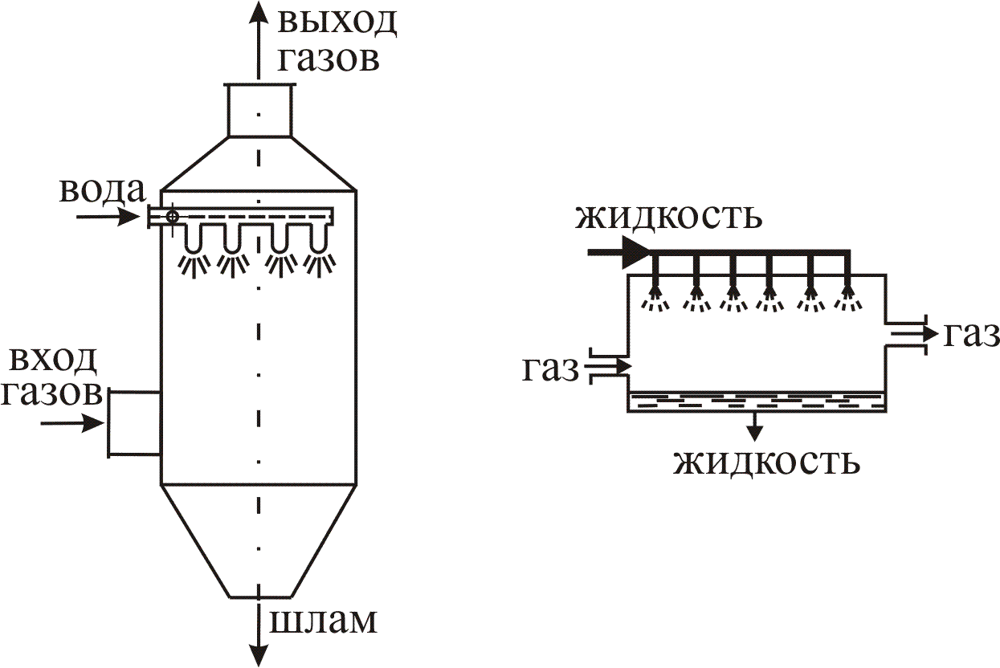 выход
газов
вода
вход
газов
шлам
жидкость
газ
газ
жидкость